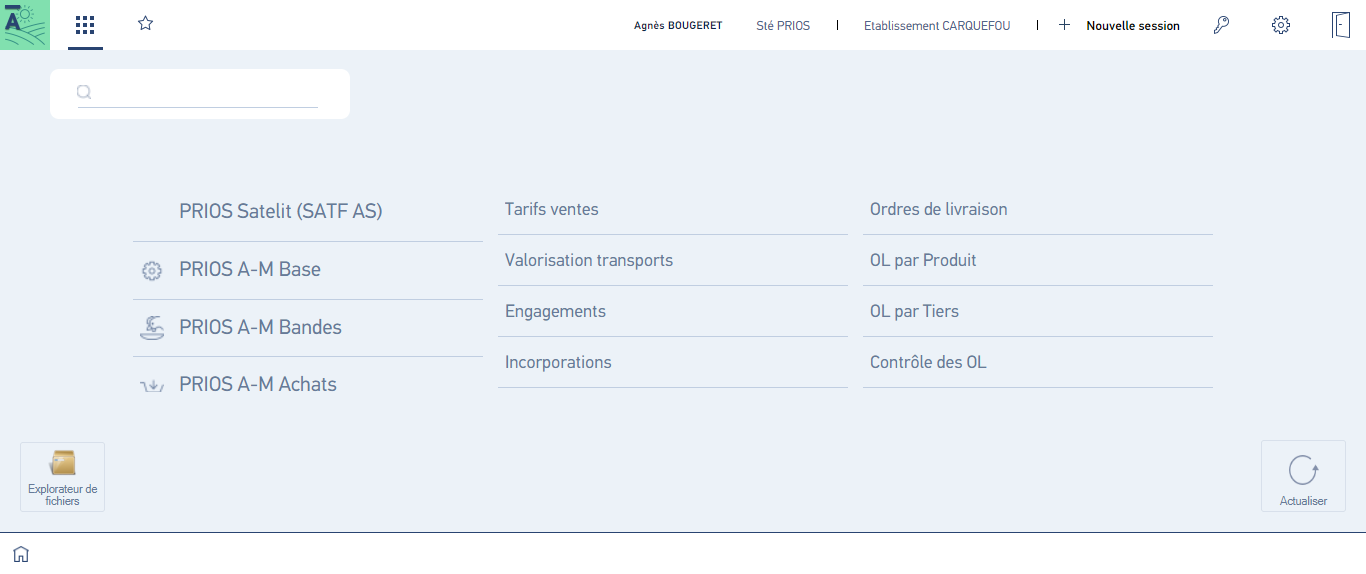 Agnès BOUGERET
Sté PRIOS
Etablissement CARQUEFOU
Nouvelle session
PRIOS Satelit (SATF AS)
PRIOS A-M Base
PRIOS A-M Bandes
PRIOS A-M Achats
Tarifs ventes
Valorisation transports
Engagements
Incorporations
Ordres de livraison
OL par Produit
OL par Tiers
Contrôle des OL
Explorateur de
fichiers
Actualiser